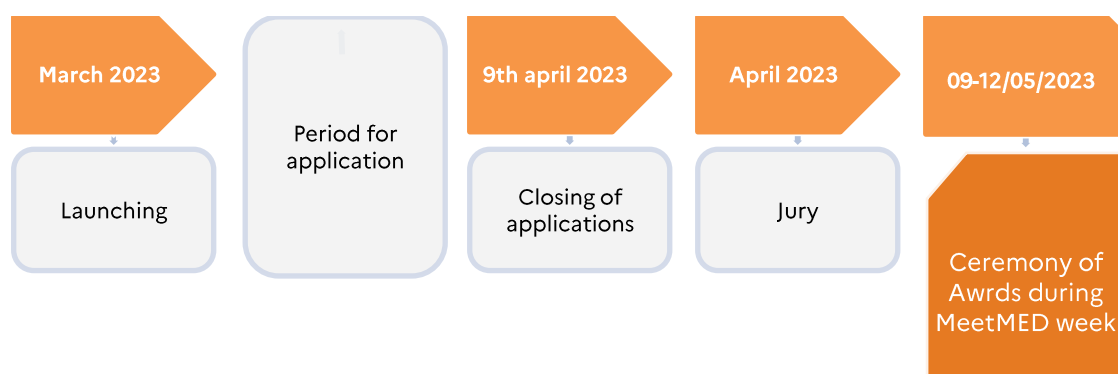 March 2023
Launching
Period for
application
9th april 2023
Closing of
applications
April 2023
Jury
09-12/05/2023
Ceremony of
Awrds during
MeetMED week